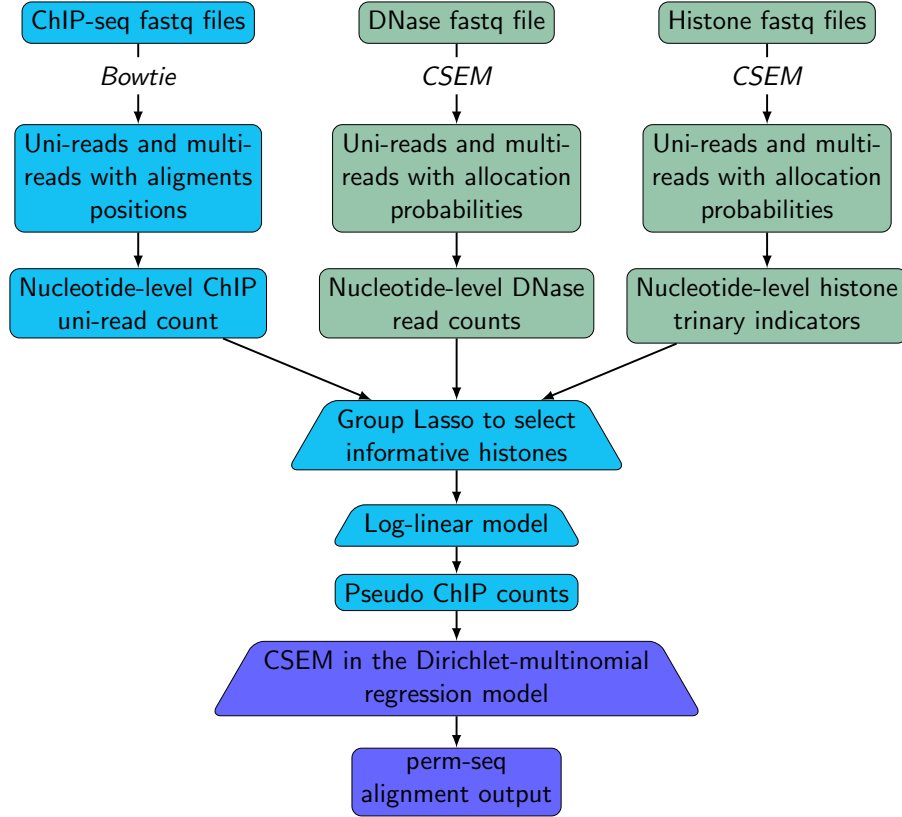 ChIP-seq fastq files
DNase fastq file
Histone fastq files
Bowtie
CSEM
CSEM
Uni-reads and multi-
reads with aligments
positions
Uni-reads and multi-
reads with allocation
probabilities
Uni-reads and multi-
reads with allocation
probabilities
Nucleotide-level ChIP
uni-read count
Nucleotide-level DNase
read counts
Nucleotide-level histone
trinary indicators
Group Lasso to select
informative histones
Log-linear model
Pseudo ChIP counts
CSEM in the Dirichlet-multinomial
regression model
perm-seq
alignment output